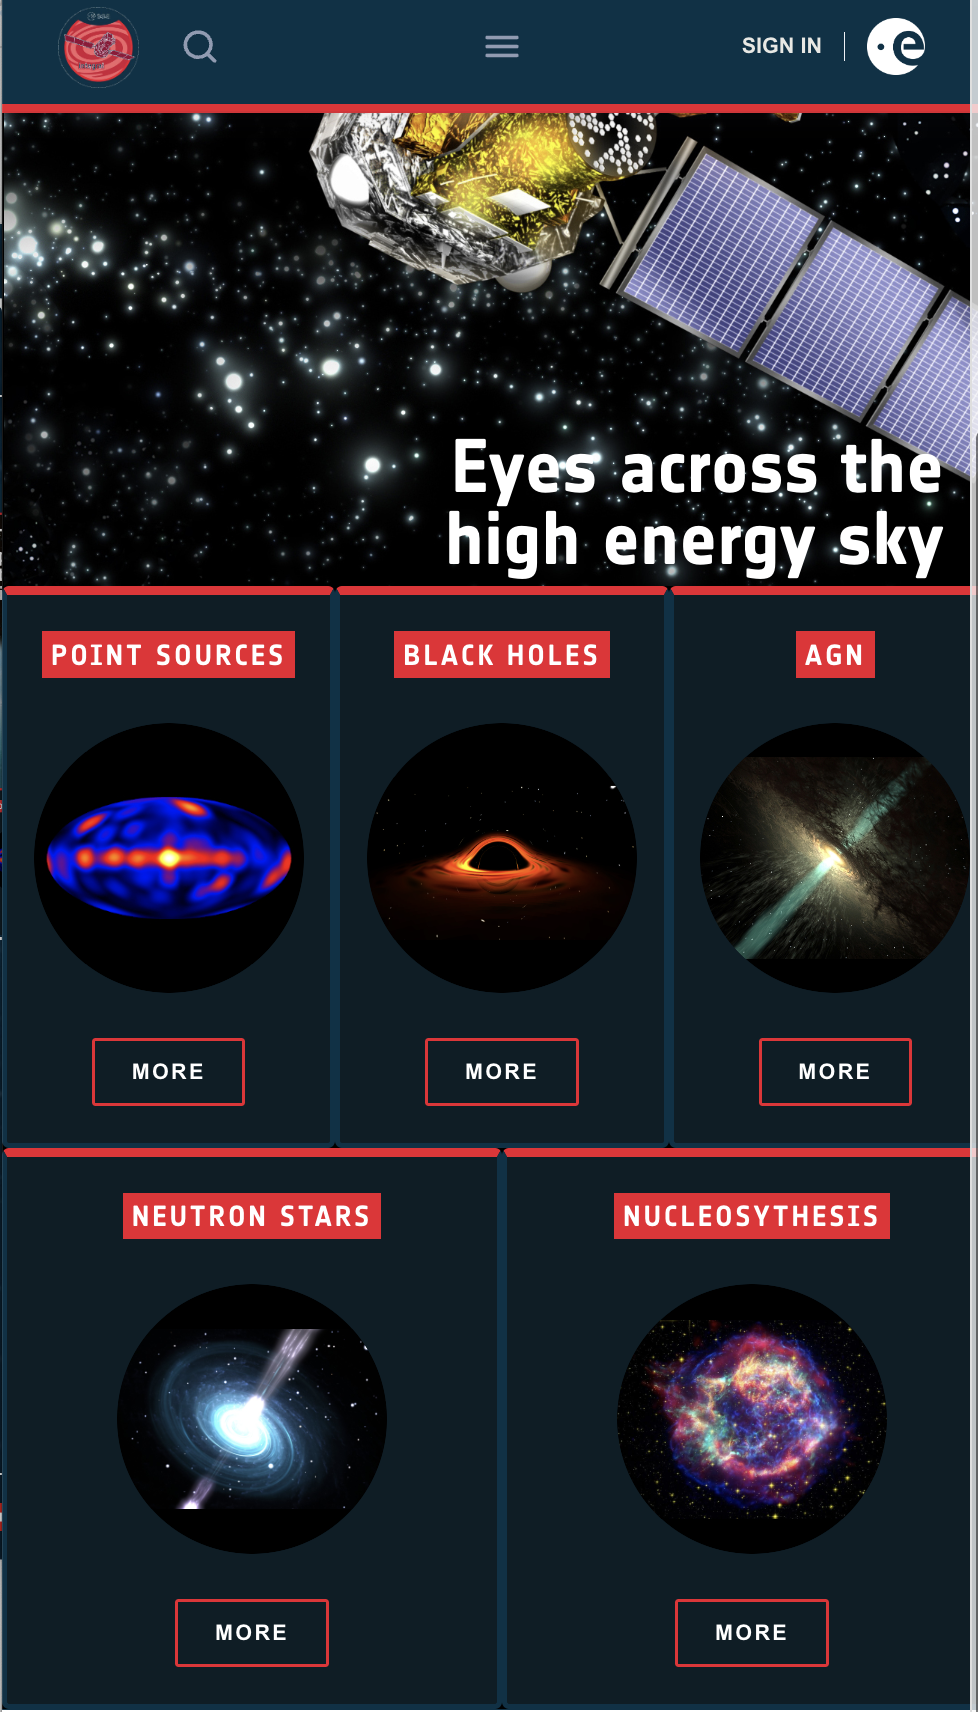 SIGN IN
Eyes across the
high energy sky
POINT SOURCES
BLACK HOLES
AGN
MORE
MORE
MORE
NEUTRON STARS
NUCLEOSYTHESIS
MORE
MORE